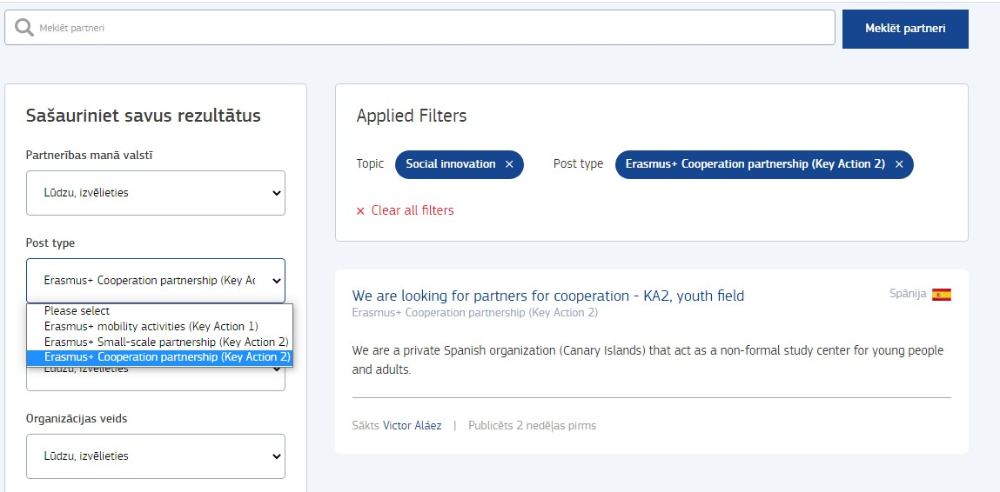 Meklēt partneri
Meklēt partneri
Sašauriniet savus rezultātus
Partnerības manā valstī
Lūdzu, izvēlieties
Post type
Erasmus+ Cooperation partnership (Key Ac
Please select
Erasmus+ mobility activities (Key Action 1)
Erasmus+ Small-scale partnership (Key Action 2)
Erasmus+ Cooperation partnership (Key Action 2)
Lūdzu, izvēlieties
Organizācijas veids
Lūdzu, izvēlieties
Applied Filters
Topic Social innovation × Post type Erasmus+ Cooperation partnership (Key Action 2) ×
× Clear all filters
We are looking for partners for cooperation - KA2, youth field Spānija
Erasmus+ Cooperation partnership (Key Action 2)
We are a private Spanish organization (Canary Islands) that act as a non-formal study center for young people
and adults.
Sākts Victor Aláez | Publicēts 2 nedēļas pirms